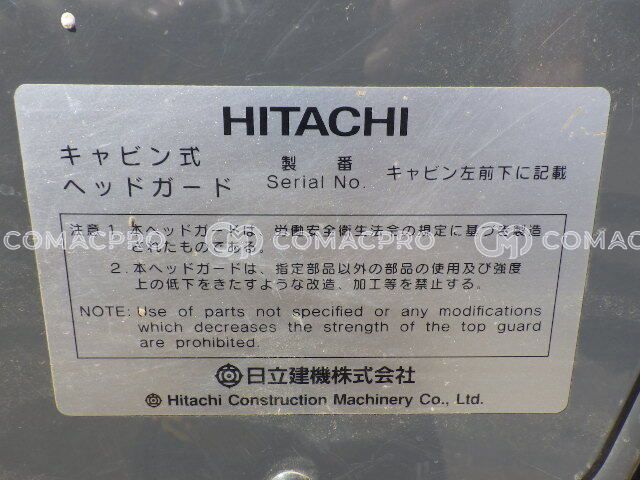 HITACHI
キャビン式
ヘッドガード
製 番
Serial No.
キャビン左前下に記載
注意 1. 本ヘッドガードは、労働安全衛生法令の規定に基づき製造
されたものである。
2. 本ヘッドガードは、指定部品以外の部品の使用及び強度
上の低下をきたすような改造、加工等を禁止する。
NOTE: Use of parts not specified or any modifications
which decreases the strength of the top guard
are prohibited.
日立建機株式会社
Hitachi Construction Machinery Co., Ltd.
COMACPRO COMACPRO COMACPRO